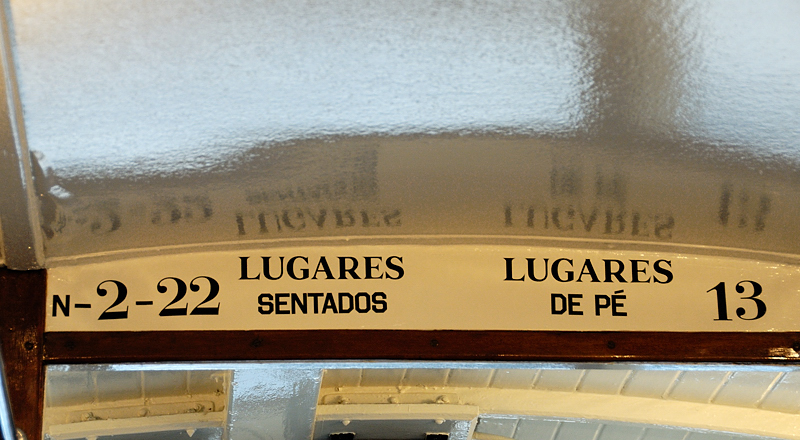 N-2-22 LUGARES SENTADOS
LUGARES DE PÉ 13